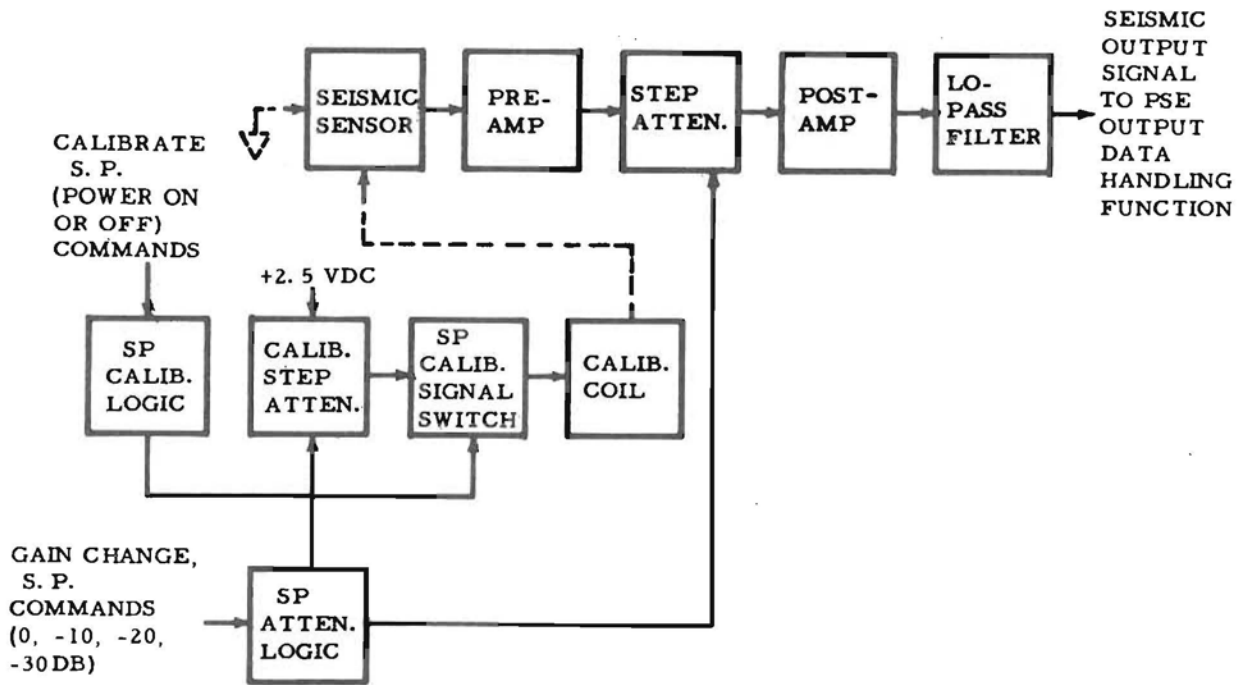 SEISMIC
SENSOR
PRE-
AMP
STEP
ATTEN.
POST-
AMP
LO-
PASS
FILTER
SEISMIC
OUTPUT
SIGNAL
TO PSE
OUTPUT
DATA
HANDLING
FUNCTION
CALIBRATE
S. P.
(POWER ON
OR OFF)
COMMANDS
+2. 5 VDC
SP
CALIB.
LOGIC
CALIB.
STEP
ATTEN.
SP
CALIB.
SIGNAL
SWITCH
CALIB.
COIL
GAIN CHANGE,
S. P.
COMMANDS
(0, -10, -20,
-30DB)
SP
ATTEN.
LOGIC